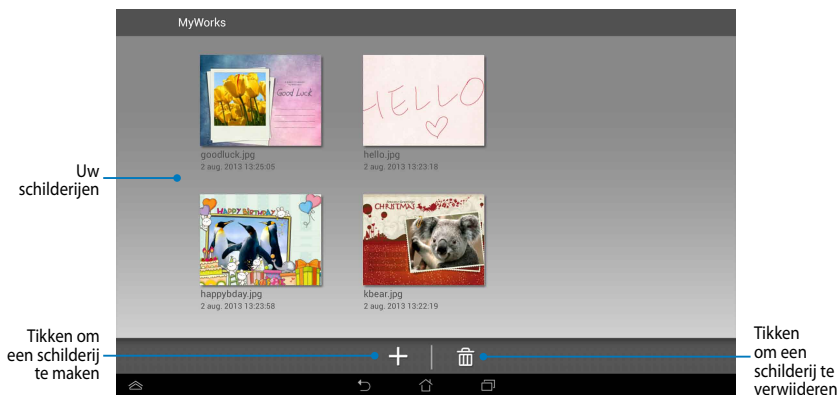 MyWorks
Good Luck
HELLO
goodluck.jpg
2 aug. 2013 13:25:05
hello.jpg
2 aug. 2013 13:23:18
Uw
schilderijen
HAPPY BIRTHDAY
CHRISTMAS
happybday.jpg
2 aug. 2013 13:23:58
kbear.jpg
2 aug. 2013 13:22:19
Tikken om
een schilderij
te maken
Tikken
om een
schilderij te
verwijderen